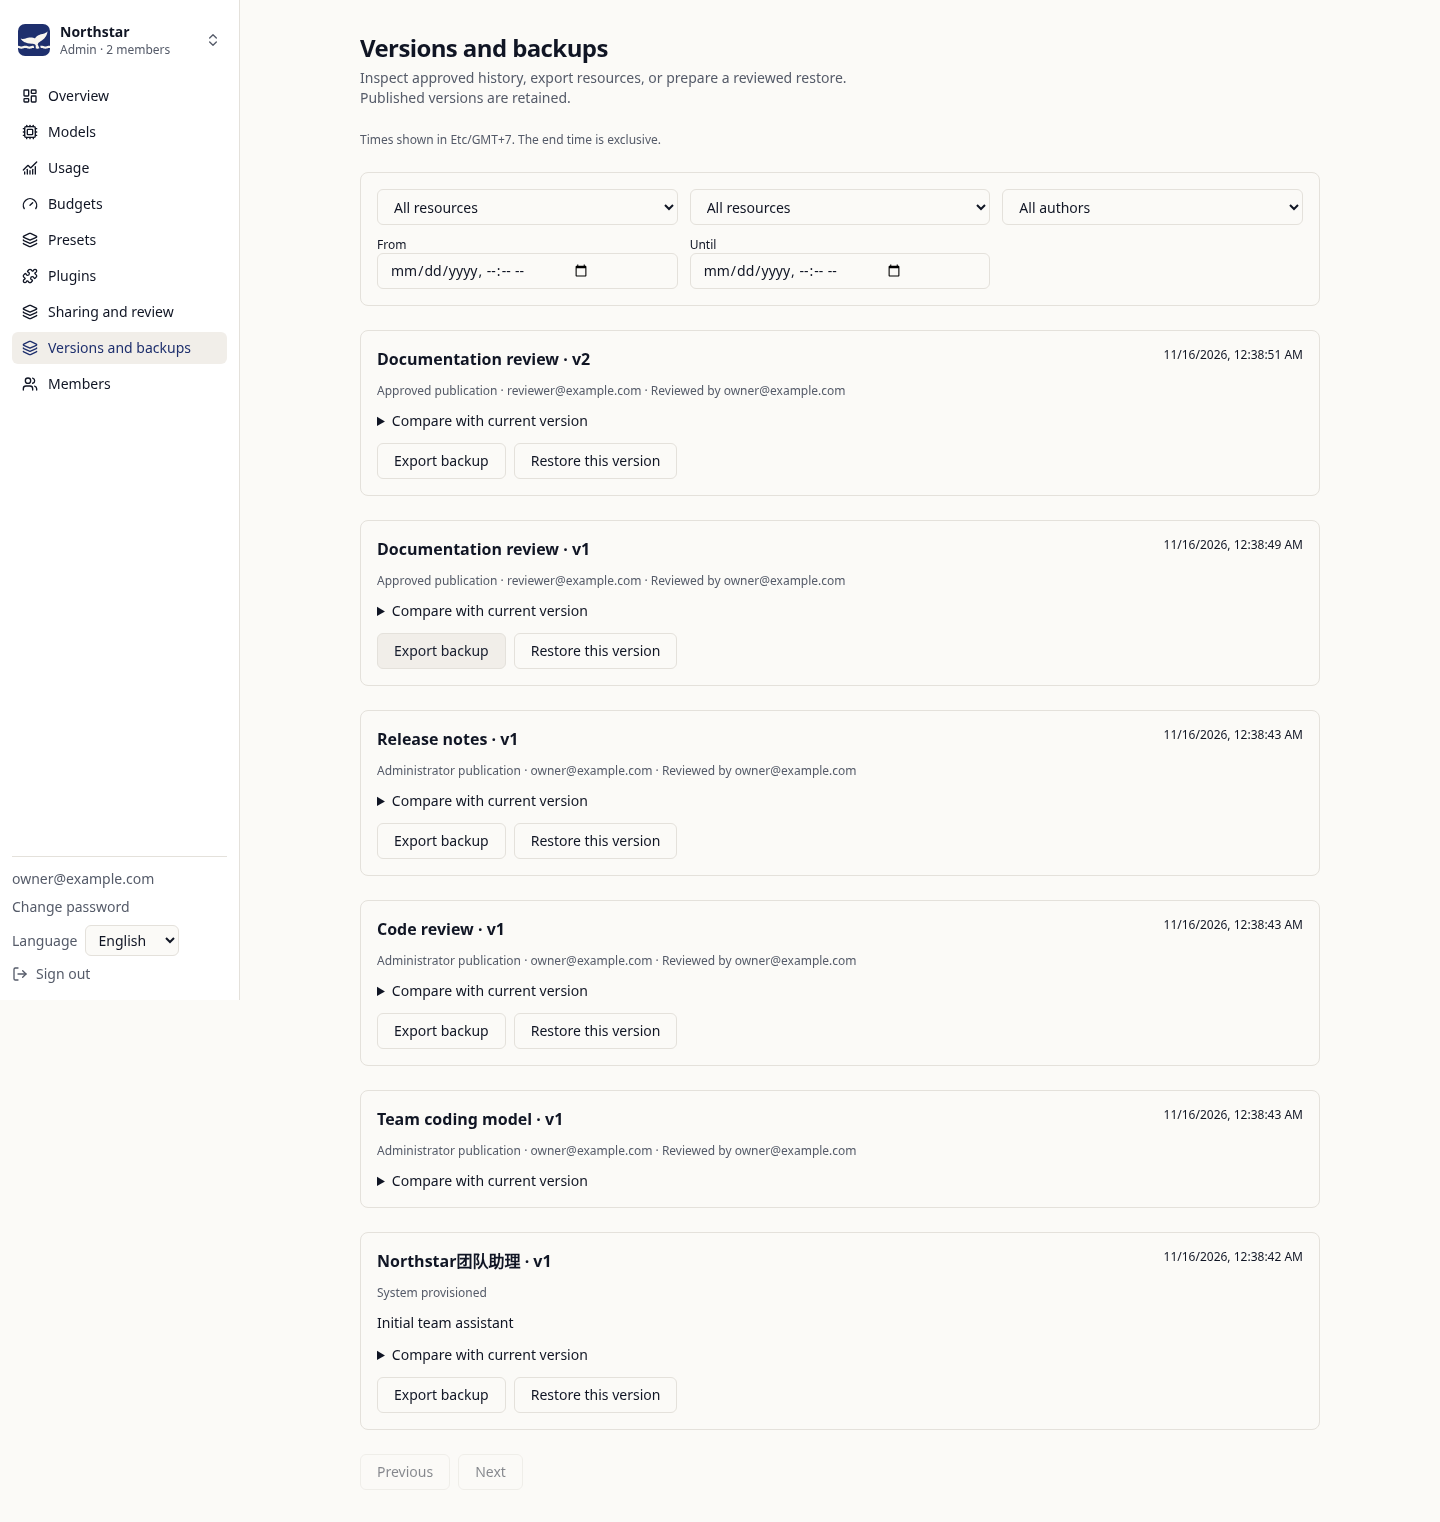 Northstar
Admin · 2 members
Overview
Models
Usage
Budgets
Presets
Plugins
Sharing and review
Versions and backups
Members
owner@example.com
Change password
Language English
Sign out
Versions and backups
Inspect approved history, export resources, or prepare a reviewed restore.
Published versions are retained.
Times shown in Etc/GMT+7. The end time is exclusive.
All resources All resources All authors
From Until
mm/dd/yyyy, --:-- -- mm/dd/yyyy, --:-- --
Documentation review · v2 11/16/2026, 12:38:51 AM
Approved publication · reviewer@example.com · Reviewed by owner@example.com
Compare with current version
Export backup Restore this version
Documentation review · v1 11/16/2026, 12:38:49 AM
Approved publication · reviewer@example.com · Reviewed by owner@example.com
Compare with current version
Export backup Restore this version
Release notes · v1 11/16/2026, 12:38:43 AM
Administrator publication · owner@example.com · Reviewed by owner@example.com
Compare with current version
Export backup Restore this version
Code review · v1 11/16/2026, 12:38:43 AM
Administrator publication · owner@example.com · Reviewed by owner@example.com
Compare with current version
Export backup Restore this version
Team coding model · v1 11/16/2026, 12:38:43 AM
Administrator publication · owner@example.com · Reviewed by owner@example.com
Compare with current version
Northstar团队助理 · v1 11/16/2026, 12:38:42 AM
System provisioned
Initial team assistant
Compare with current version
Export backup Restore this version
Previous Next